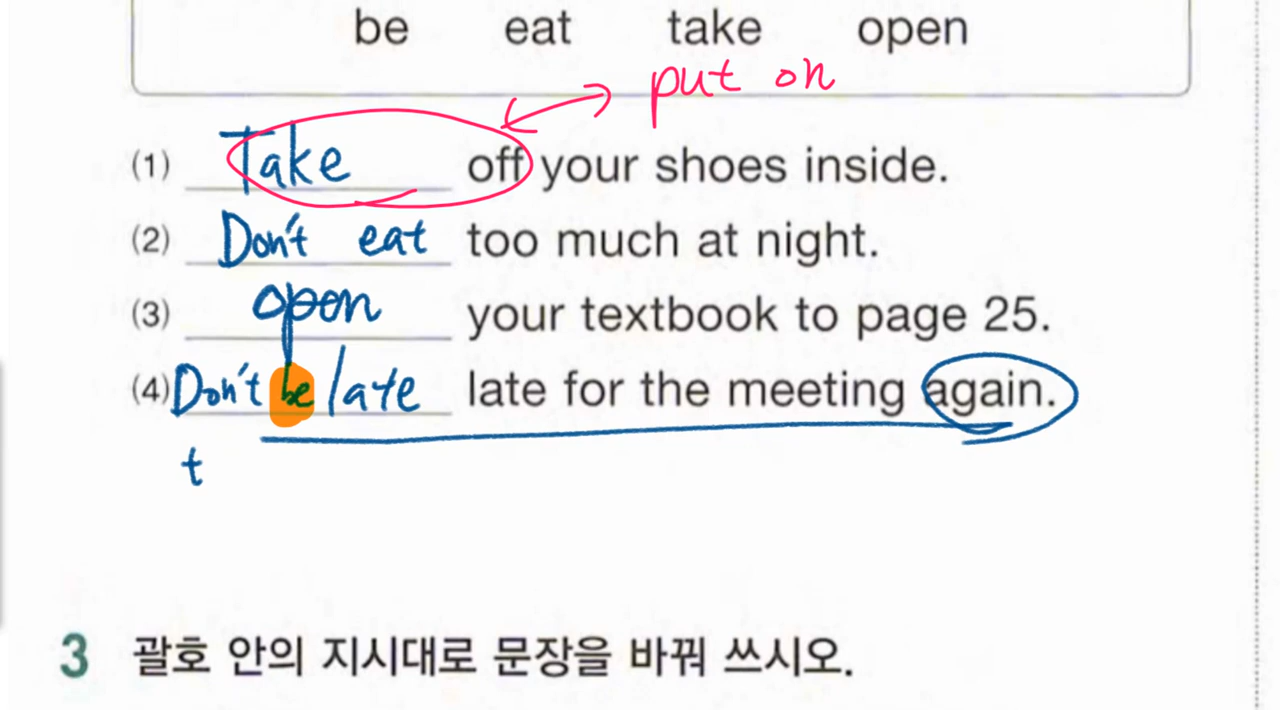 be eat take open
put on
(1) Take off your shoes inside.
(2) Don't eat too much at night.
(3) open your textbook to page 25.
(4) Don't be late late for the meeting again.
t
3 괄호 안의 지시대로 문장을 바꿔 쓰시오.